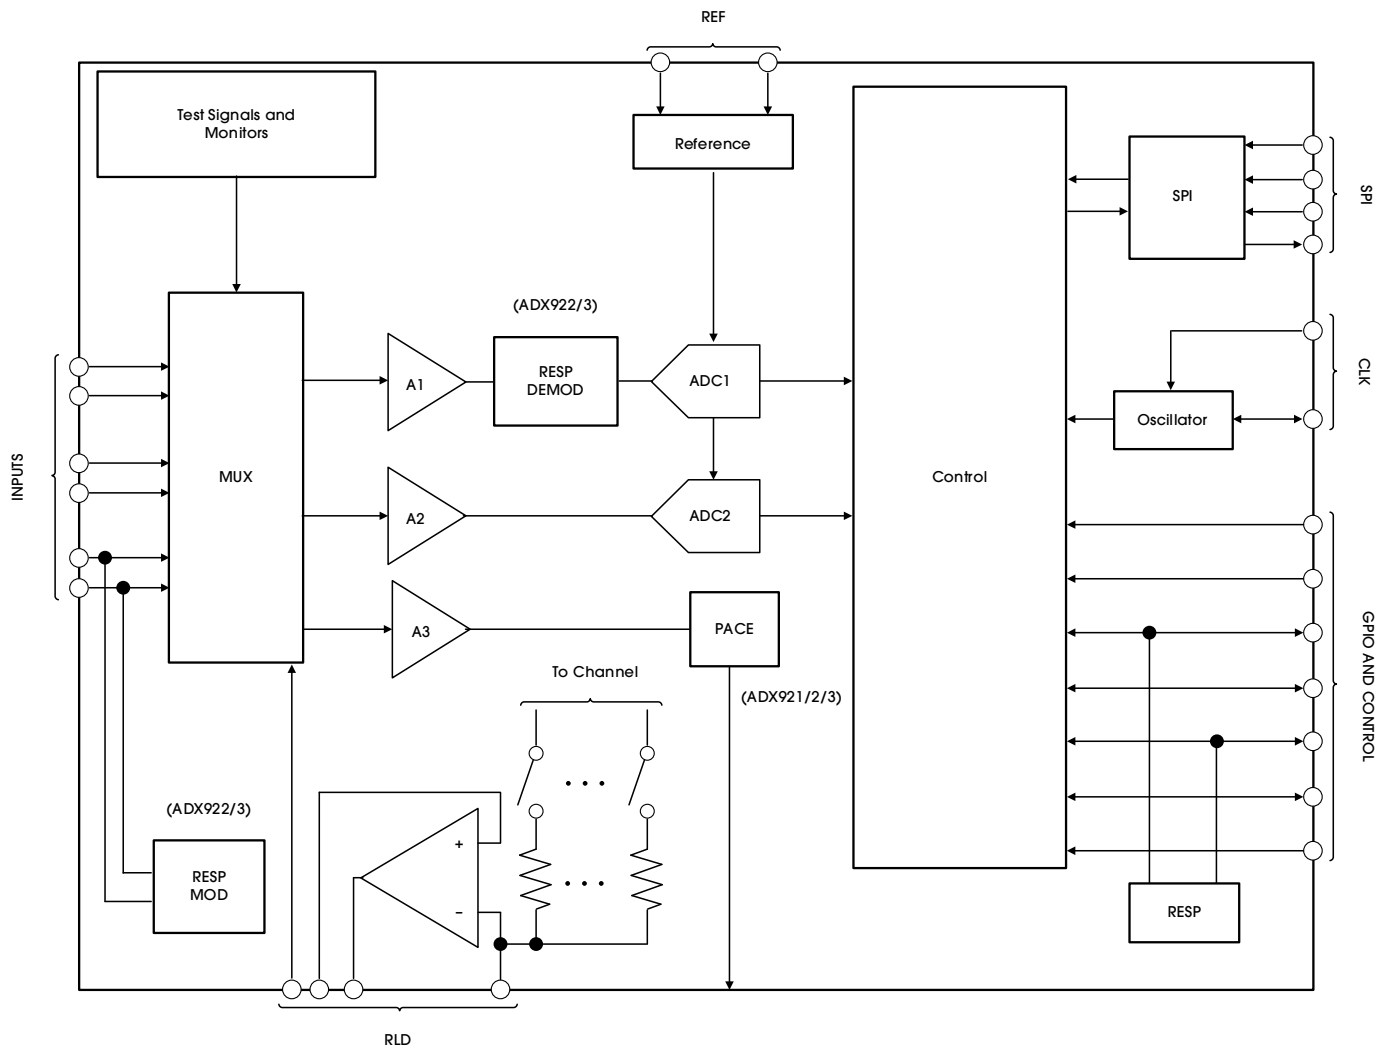 REF
Test Signals and
Monitors
Reference
SPI
SPI
(ADX922/3)
A1
RESP
DEMOD
ADC1
CLK
Oscillator
INPUTS
MUX
Control
A2
ADC2
A3
PACE
To Channel
(ADX921/2/3)
GPIO AND CONTROL
(ADX922/3)
+
RESP
MOD
−
RESP
RLD